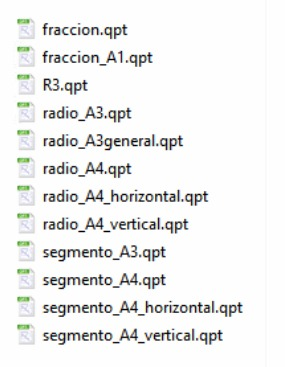 fraccion.qpt
fraccion_A1.qpt
R3.qpt
radio_A3.qpt
radio_A3general.qpt
radio_A4.qpt
radio_A4_horizontal.qpt
radio_A4_vertical.qpt
segmento_A3.qpt
segmento_A4.qpt
segmento_A4_horizontal.qpt
segmento_A4_vertical.qpt